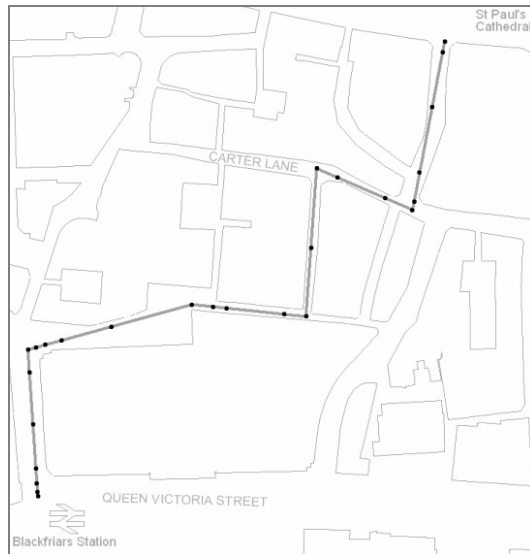 St Paul's
Cathedral
CARTER LANE
QUEEN VICTORIA STREET
Blackfriars Station